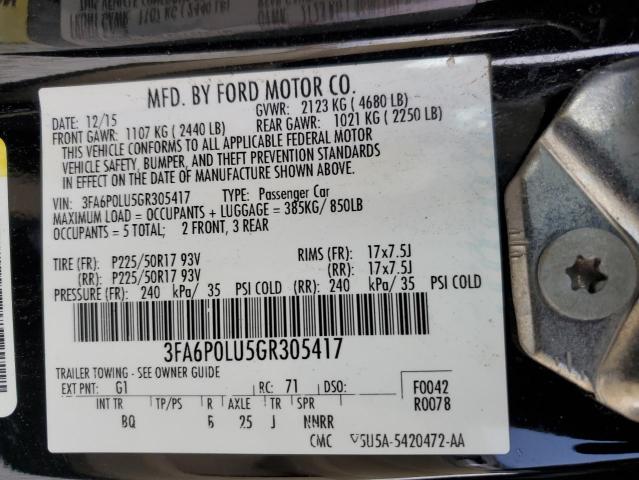 MFD. BY FORD MOTOR CO.
DATE: 12/15 GVWR: 2123 KG ( 4680 LB)
FRONT GAWR: 1107 KG ( 2440 LB) REAR GAWR: 1021 KG ( 2250 LB)
THIS VEHICLE CONFORMS TO ALL APPLICABLE FEDERAL MOTOR
VEHICLE SAFETY, BUMPER, AND THEFT PREVENTION STANDARDS
IN EFFECT ON THE DATE OF MANUFACTURE SHOWN ABOVE.
VIN: 3FA6P0LU5GR305417 TYPE: Passenger Car
MAXIMUM LOAD = OCCUPANTS + LUGGAGE = 385KG/ 850LB
OCCUPANTS = 5 TOTAL; 2 FRONT, 3 REAR
TIRE (FR): P225/50R17 93V RIMS (FR): 17x7.5J
(RR): P225/50R17 93V (RR): 17x7.5J
PRESSURE (FR): 240 kPa/ 35 PSI COLD (RR): 240 kPa/ 35 PSI COLD
3FA6P0LU5GR305417
TRAILER TOWING - SEE OWNER GUIDE
EXT PNT: G1 RC: 71 DSO: F0042
INT TR TP/PS R AXLE TR SPR R0078
BQ 6 25 J NNRR
CMC 5U5A-5420472-AA